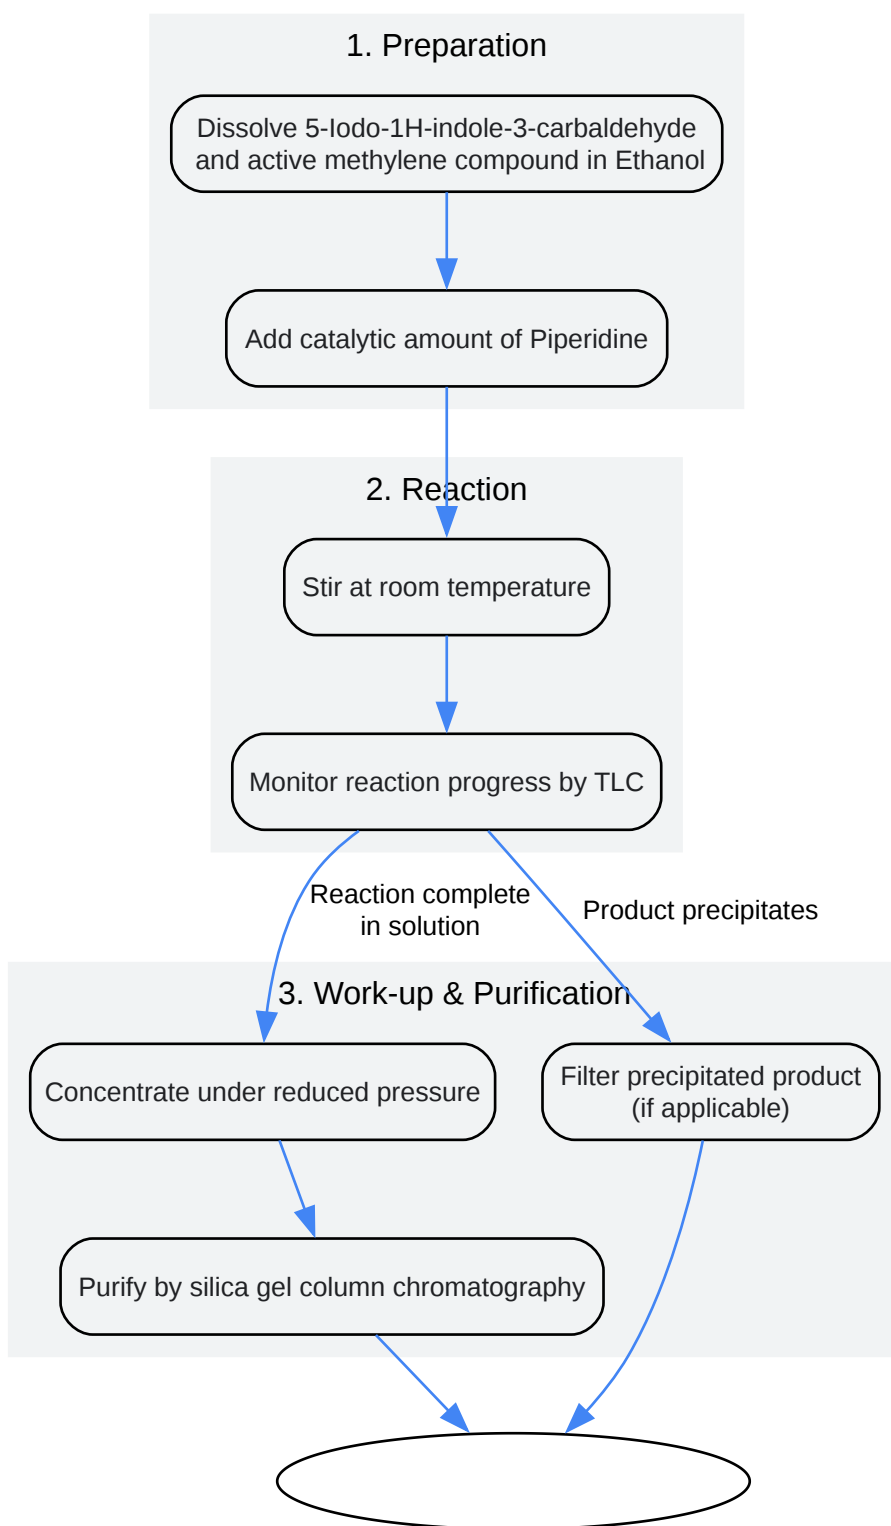 1. Preparation
Dissolve 5-Iodo-1H-indole-3-carbaldehyde
and active methylene compound in Ethanol
Add catalytic amount of Piperidine
2. Reaction
Stir at room temperature
Monitor reaction progress by TLC
Reaction complete
in solution
Product precipitates
3. Work-up & Purification
Concentrate under reduced pressure
Filter precipitated product
(if applicable)
Purify by silica gel column chromatography